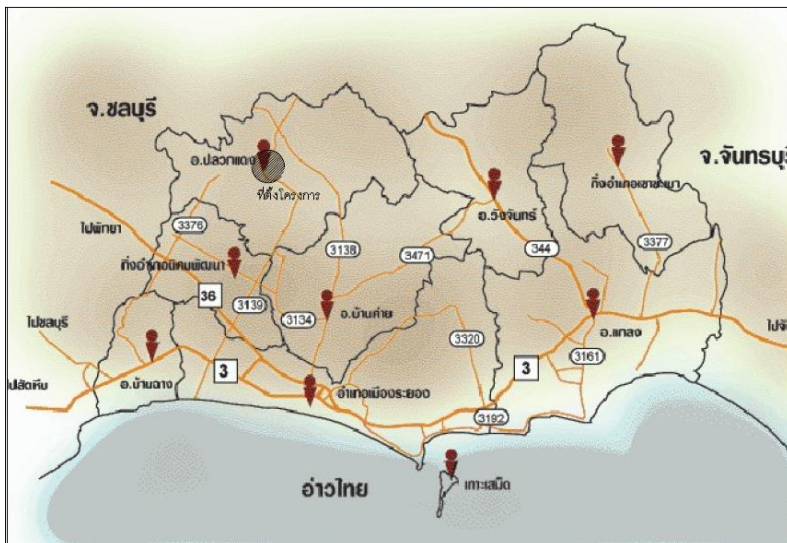 จ.ชลบุรี
จ.จันทรบุรี
อ.ปลวกแดง
ที่ตั้งโครงการ
กิ่งอำเภอเขาชะเมา
อ.วังจันทร์
ไปพัทยา
3376
3138
3471
344
3377
กิ่งอำเภอนิคมพัฒนา
36
3139
3134
อ.บ้านค่าย
3320
อ.แกลง
ไปชลบุรี
3161
ไปสัตหีบ
อ.บ้านฉาง
3
3
อำเภอเมืองระยอง
3192
อ่าวไทย
เกาะเสม็ด